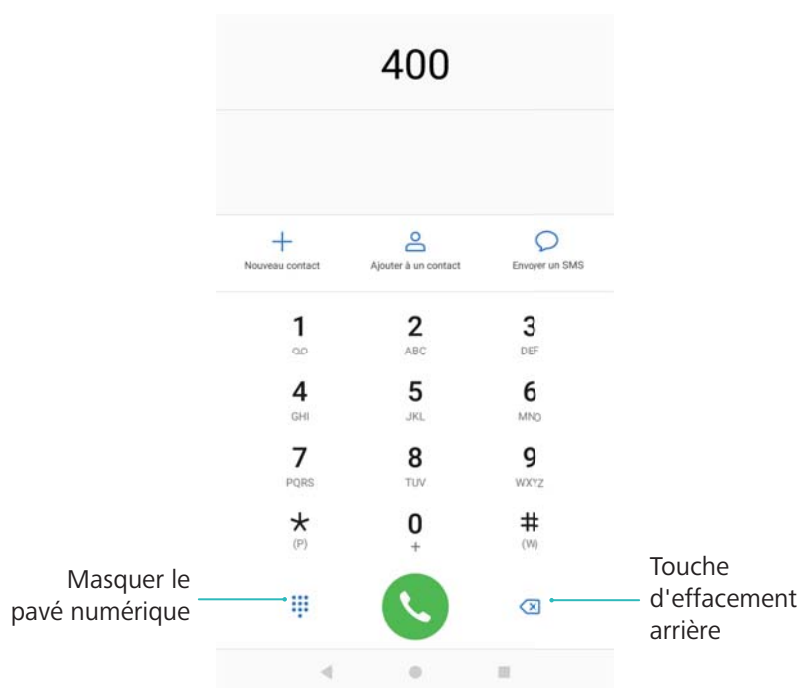 400
Nouveau contact Ajouter à un contact Envoyer un SMS
1 2 3
ABC DEF
4 5 6
GHI JKL MNO
7 8 9
PQRS TUV WXYZ
* 0 #
(P) + (W)
Masquer le
pavé numérique
Touche
d'effacement
arrière